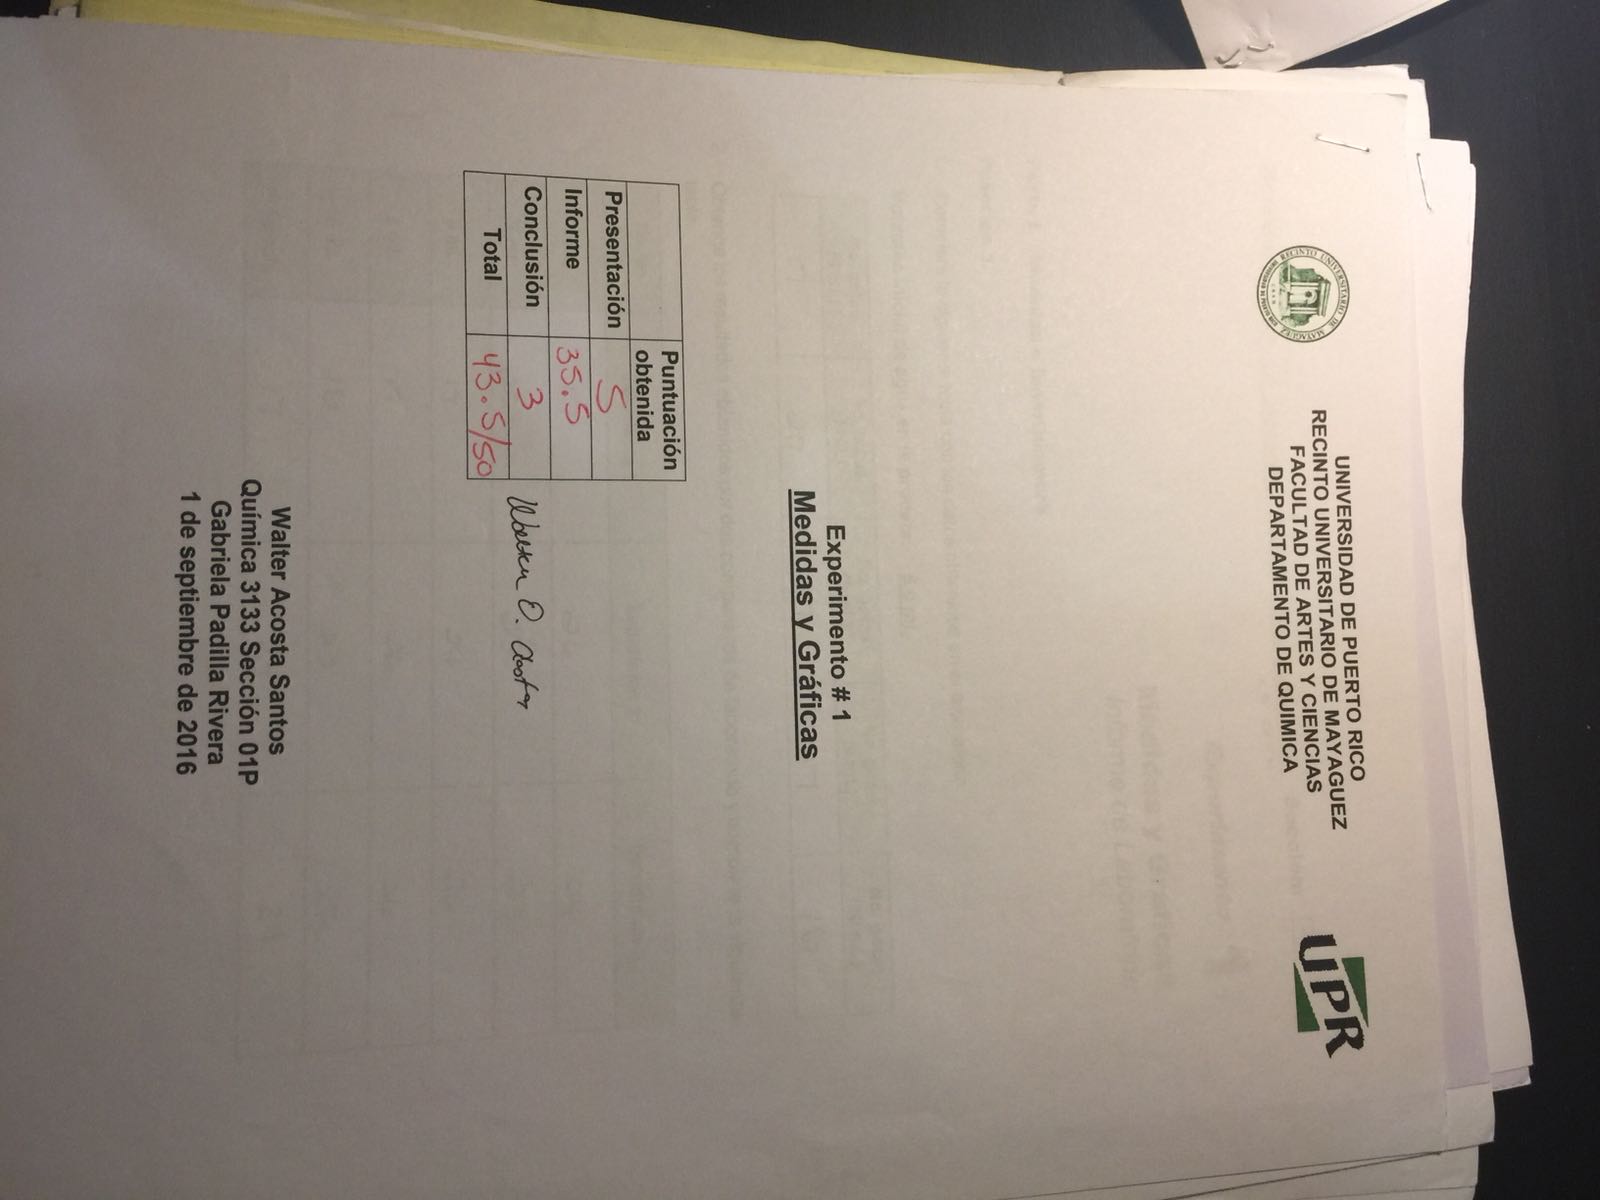 UNIVERSIDAD DE PUERTO RICO
RECINTO UNIVERSITARIO DE MAYAGUEZ
FACULTAD DE ARTES Y CIENCIAS
DEPARTAMENTO DE QUIMICA
RECINTO UNIVERSITARIO DE MAYAGUEZ
UPR
Experimento # 1
Medidas y Gráficas
Puntuación obtenida
Presentación 5
Informe 35.5
Conclusión 3
Total 43.5/50
Walter O. Acosta
Walter Acosta Santos
Química 3133 Sección 01P
Gabriela Padilla Rivera
1 de septiembre de 2016